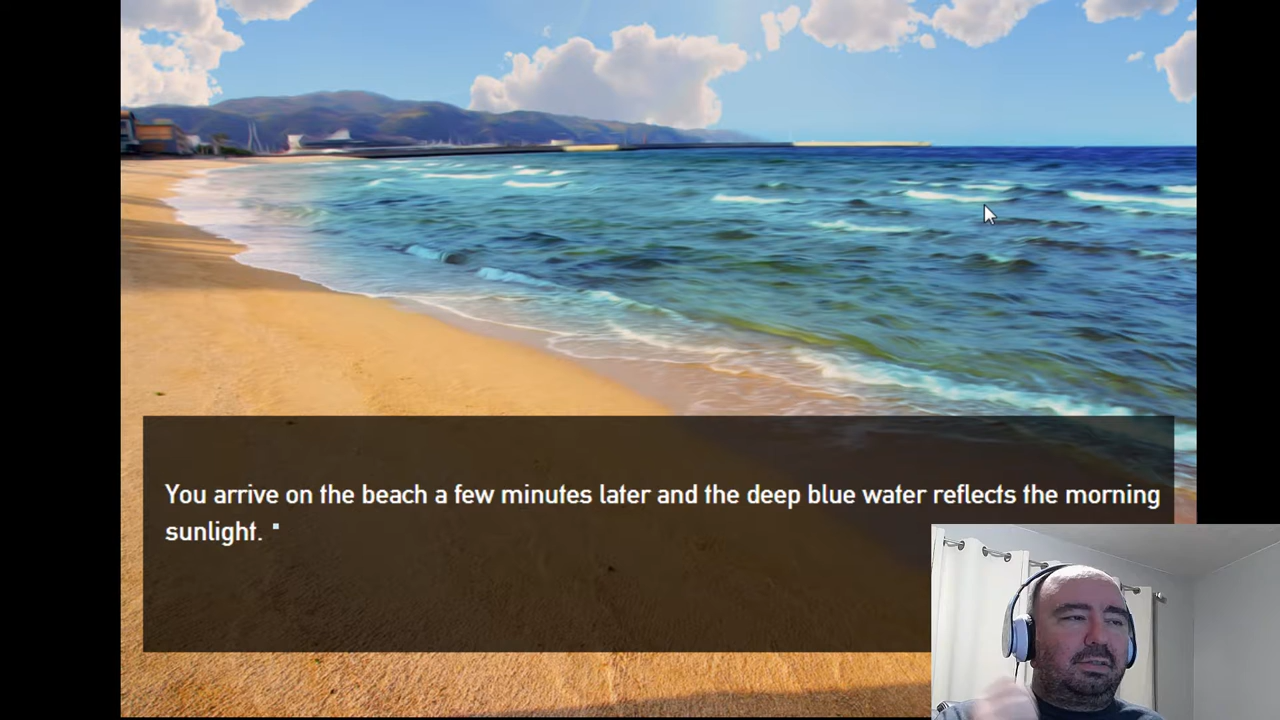 You arrive on the beach a few minutes later and the deep blue water reflects the morning
sunlight. "